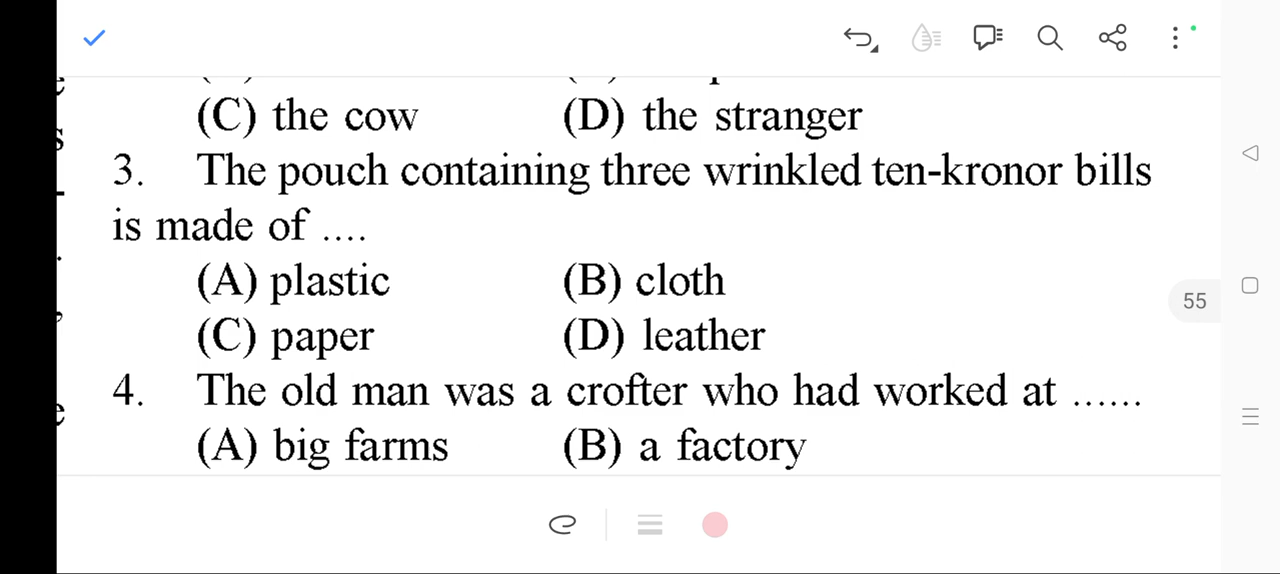 (C) the cow (D) the stranger
3. The pouch containing three wrinkled ten-kronor bills
is made of ....
(A) plastic (B) cloth
(C) paper (D) leather
55
4. The old man was a crofter who had worked at ......
(A) big farms (B) a factory